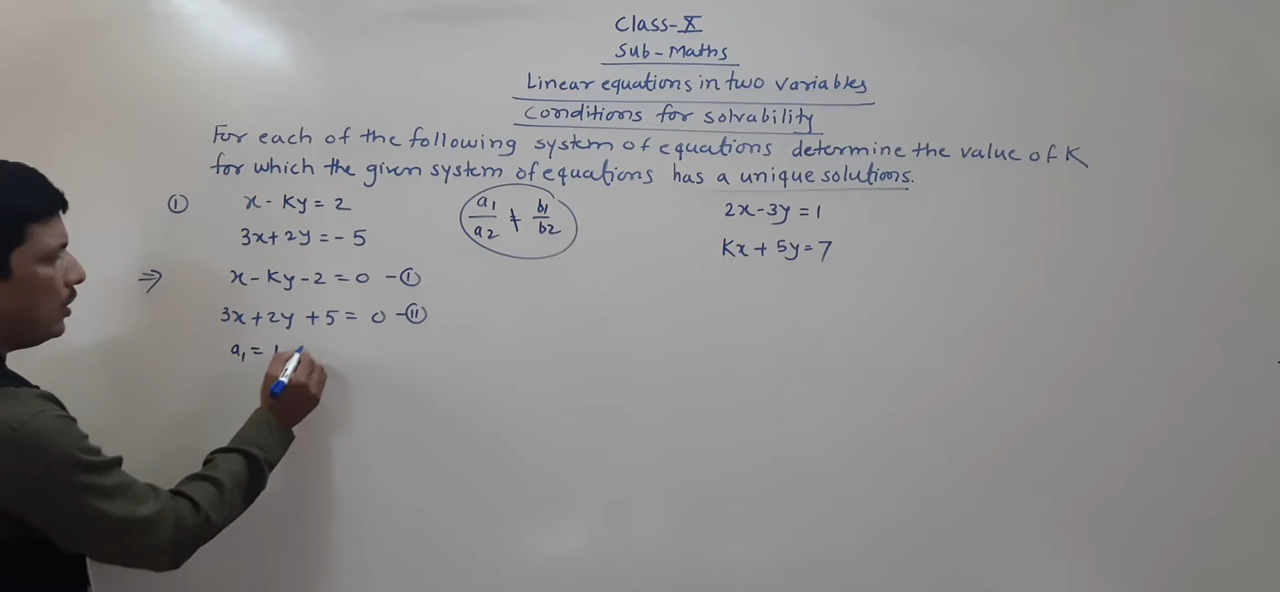 Class-X
Sub-Maths
Linear equations in two variables
Conditions for solvability
For each of the following system of equations determine the value of K
for which the given system of equations has a unique solutions.
① x - Ky = 2
3x + 2y = - 5
a1/a2 ≠ b1/b2
2x - 3y = 1
Kx + 5y = 7
⇒ x - Ky - 2 = 0 - Ⓘ
3x + 2y + 5 = 0 - ⒾⒾ
a1 = 1